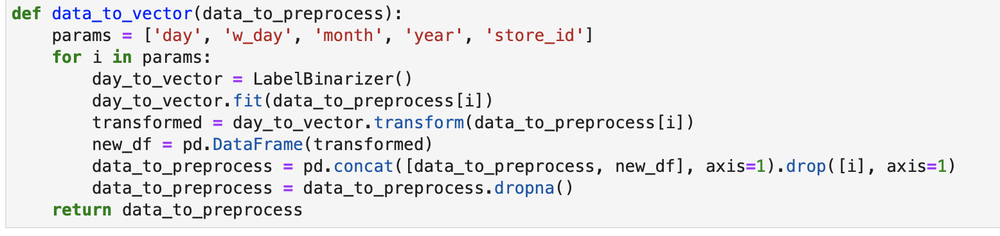 def data_to_vector(data_to_preprocess):
    params = ['day', 'w_day', 'month', 'year', 'store_id']
    for i in params:
        day_to_vector = LabelBinarizer()
        day_to_vector.fit(data_to_preprocess[i])
        transformed = day_to_vector.transform(data_to_preprocess[i])
        new_df = pd.DataFrame(transformed)
        data_to_preprocess = pd.concat([data_to_preprocess, new_df], axis=1).drop([i], axis=1)
        data_to_preprocess = data_to_preprocess.dropna()
    return data_to_preprocess